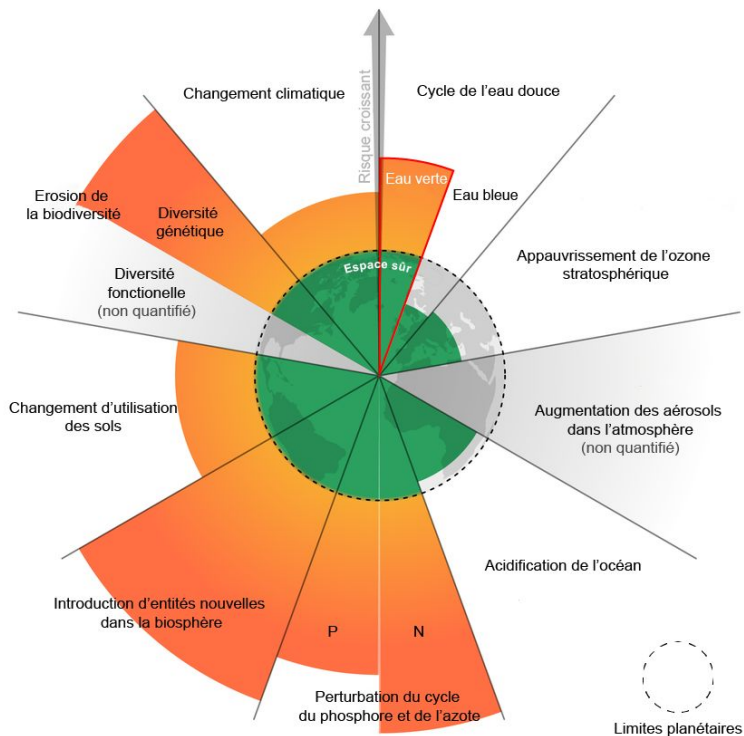 Changement climatique
Cycle de l'eau douce
Risque croissant
Eau verte
Eau bleue
Erosion de
la biodiversité
Diversité
génétique
Espace sûr
Appauvrissement de l'ozone
stratosphérique
Diversité
fonctionelle
(non quantifié)
Changement d'utilisation
des sols
Augmentation des aérosols
dans l'atmosphère
(non quantifié)
Acidification de l'océan
Introduction d'entités nouvelles
dans la biosphère
P
N
Perturbation du cycle
du phosphore et de l'azote
Limites planétaires